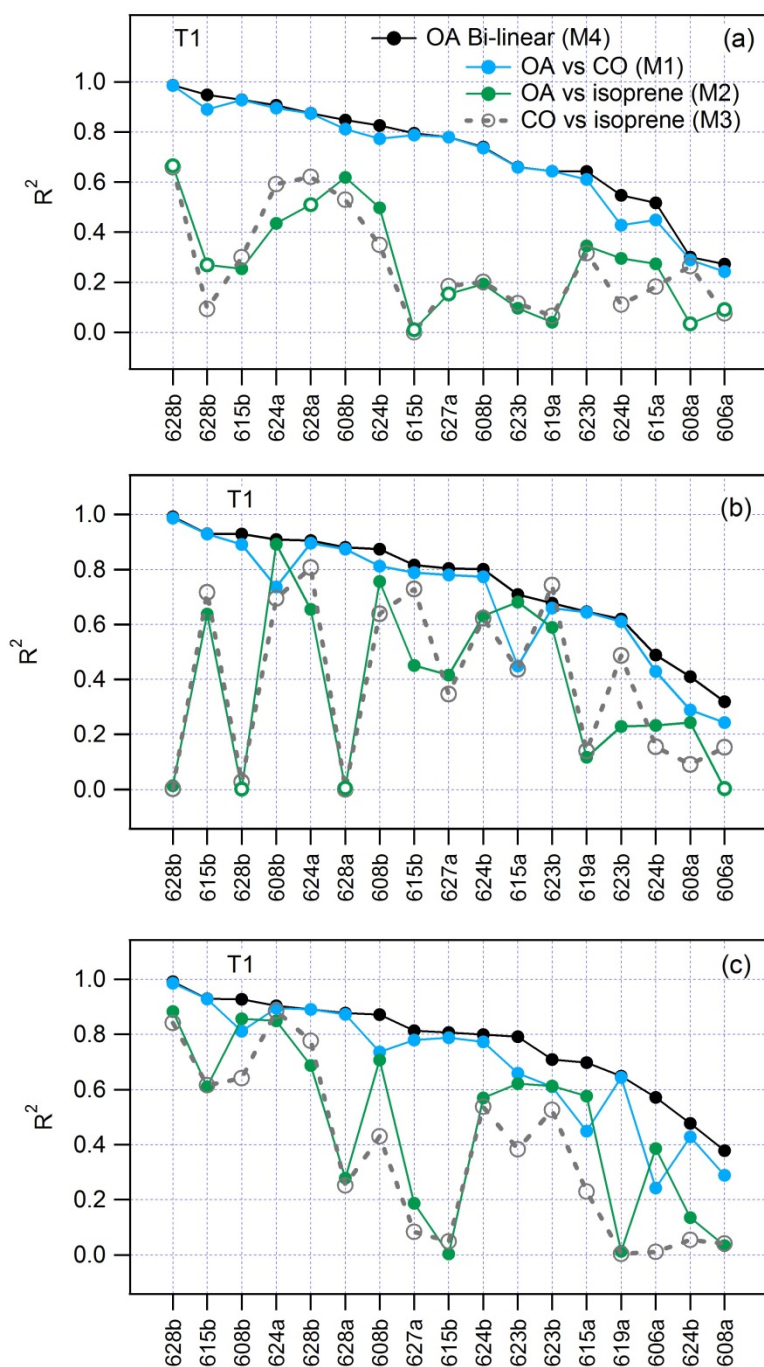 T1
OA Bi-linear (M4)
(a)
OA vs CO (M1)
OA vs isoprene (M2)
CO vs isoprene (M3)
1.0
0.8
0.6
0.4
0.2
0.0
R²
628b 628b 615b 624a 628a 608b 624b 615b 627a 608b 623b 619a 623b 624b 615a 608a 606a
T1
(b)
1.0
0.8
0.6
0.4
0.2
0.0
R²
628b 615b 628b 608b 624a 628a 608b 615b 627a 624b 615a 623b 619a 623b 624b 608a 606a
T1
(c)
1.0
0.8
0.6
0.4
0.2
0.0
R²
628b 615b 608b 624a 628b 628a 608b 627a 615b 624b 623b 623b 615a 619a 606a 624b 608a